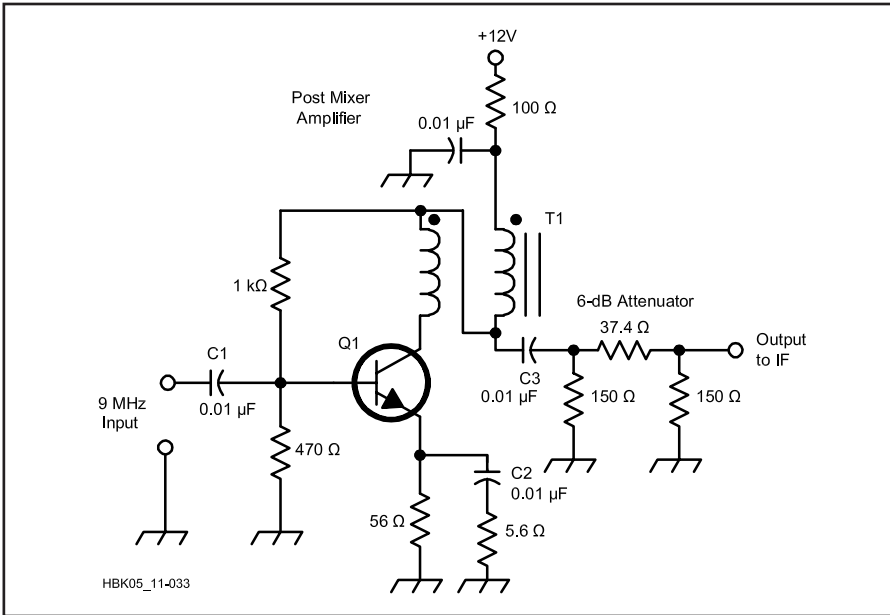 +12V
Post Mixer
Amplifier
100 Ω
0.01 µF
T1
1 kΩ
6-dB Attenuator
37.4 Ω
Output
to IF
Q1
C1
0.01 µF
C3
0.01 µF
150 Ω
150 Ω
9 MHz
Input
470 Ω
C2
0.01 µF
56 Ω
5.6 Ω
HBK05_11-033